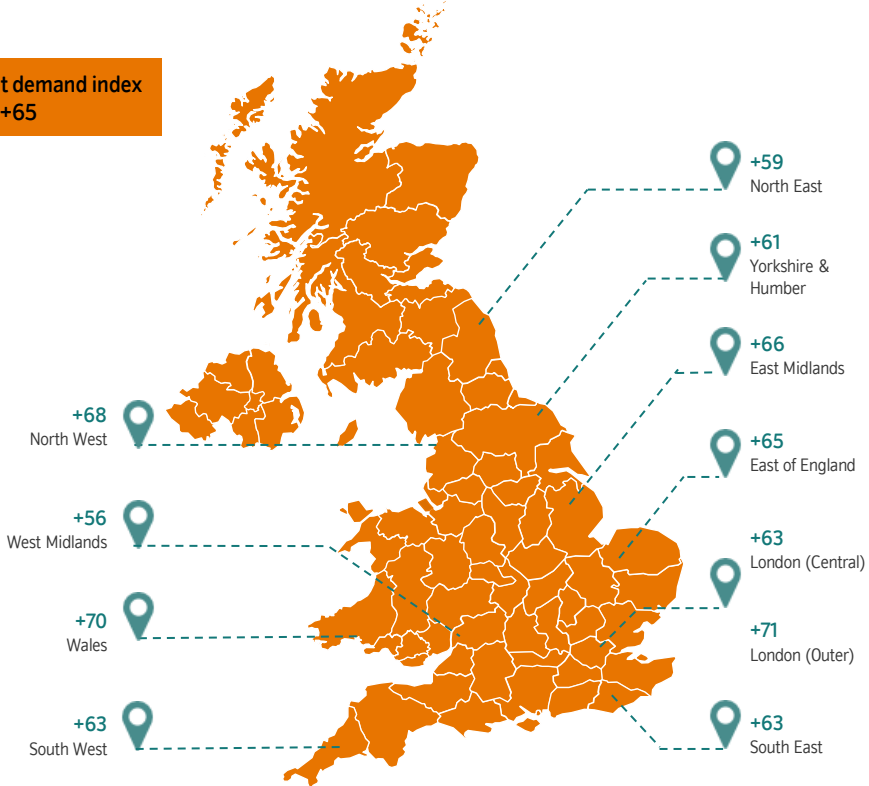 t demand index
+65
+59
North East
+61
Yorkshire &
Humber
+66
East Midlands
+65
East of England
+63
London (Central)
+71
London (Outer)
+63
South East
+68
North West
+56
West Midlands
+70
Wales
+63
South West